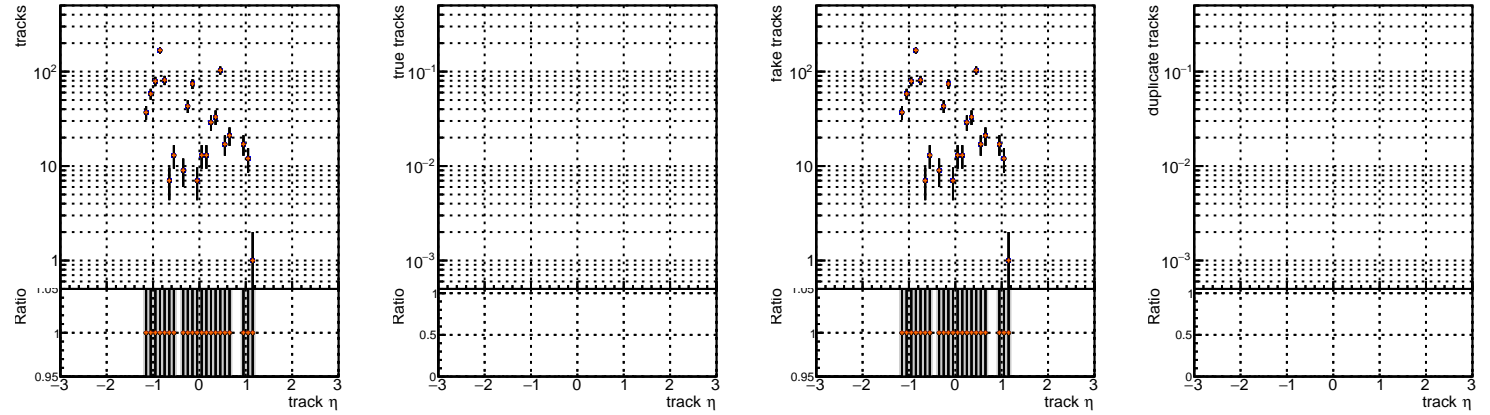 tracks
10²
10
1
Ratio
1.05
1
0.95
−3 −2 −1 0 1 2 3
track η
true tracks
10⁻¹
10⁻²
10⁻³
Ratio
1
0.5
0
−3 −2 −1 0 1 2 3
track η
fake tracks
10²
10
1
Ratio
1.05
1
0.95
−3 −2 −1 0 1 2 3
track η
duplicate tracks
10⁻¹
10⁻²
10⁻³
Ratio
1
0.5
0
−3 −2 −1 0 1 2 3
track η